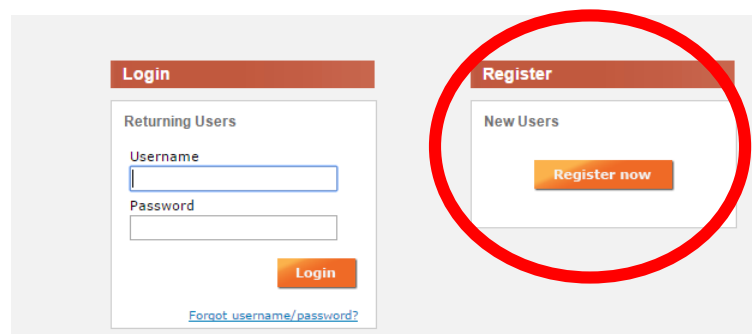 Login
Returning Users
Username
Password
Login
Forgot username/password?
Register
New Users
Register now